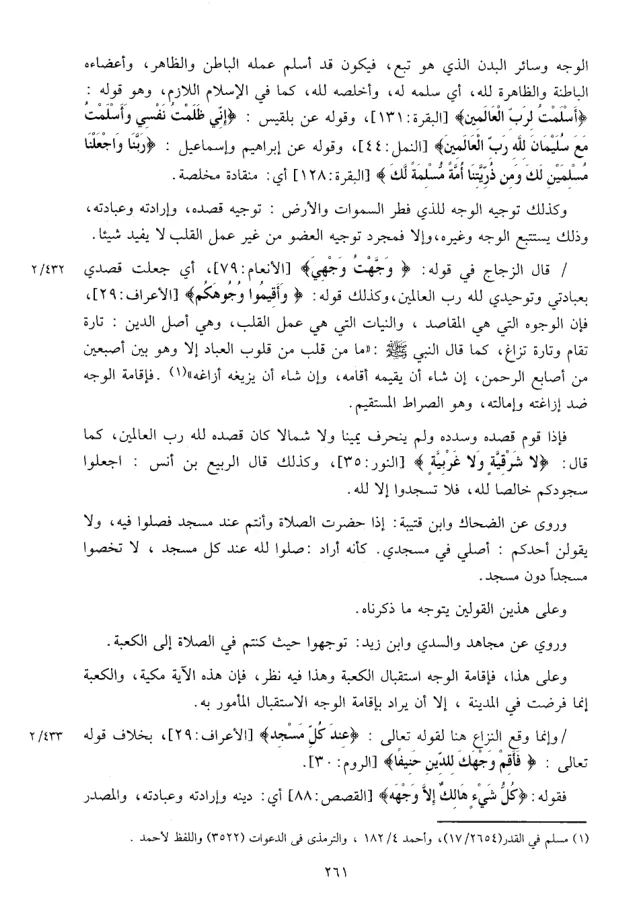 الوجه وسائر البدن الذي هو تبع، فيكون قد أسلم عمله الباطن والظاهر، وأعضاءه
الباطنة والظاهرة لله، أي سلمه له، وأخلصه لله، كما في الإسلام اللازم، وهو قوله :
﴿أَسْلَمْتُ لِرَبِّ الْعَالَمِينَ﴾ [البقرة:١٣١]، وقوله عن بلقيس : ﴿إِنِّي ظَلَمْتُ نَفْسِي وَأَسْلَمْتُ
مَعَ سُلَيْمَانَ لِلَّهِ رَبِّ الْعَالَمِينَ﴾ [النمل:٤٤]، وقوله عن إبراهيم وإسماعيل : ﴿رَبَّنَا وَاجْعَلْنَا
مُسْلِمَيْنِ لَكَ وَمِن ذُرِّيَّتِنَا أُمَّةً مُّسْلِمَةً لَّكَ ﴾ [البقرة:١٢٨] أي: منقادة مخلصة.
وكذلك توجيه الوجه للذي فطر السموات والأرض : توجيه قصده، وإرادته وعبادته،
وذلك يستتبع الوجه وغيره،وإلا فمجرد توجيه العضو من غير عمل القلب لا يفيد شيئا.
/ قال الزجاج في قوله: ﴿ وَجَّهْتُ وَجْهِيَ﴾ [الأنعام:٧٩]، أي جعلت قصدي ٢/٤٣٢
بعبادتي وتوحيدي لله رب العالمين،وكذلك قوله: ﴿ وَأَقِيمُوا وُجُوهَكُم﴾ [الأعراف:٢٩]،
فإن الوجوه التي هي المقاصد ، والنيات التي هي عمل القلب، وهي أصل الدين : تارة
تقام وتارة تزاغ، كما قال النبي ﷺ :«ما من قلب من قلوب العباد إلا وهو بين أصبعين
من أصابع الرحمن، إن شاء أن يقيمه أقامه، وإن شاء أن يزيغه أزاغه»(١) .فإقامة الوجه
ضد إزاغته وإمالته، وهو الصراط المستقيم.
فإذا قوم قصده وسدده ولم ينحرف يمينا ولا شمالا كان قصده لله رب العالمين، كما
قال: ﴿لا شَرْقِيَّةٍ وَلا غَرْبِيَّةٍ ﴾ [النور:٣٥]، وكذلك قال الربيع بن أنس : اجعلوا
سجودكم خالصا لله، فلا تسجدوا إلا لله.
وروى عن الضحاك وابن قتيبة: إذا حضرت الصلاة وأنتم عند مسجد فصلوا فيه، ولا
يقولن أحدكم : أصلي في مسجدي. كأنه أراد :صلوا لله عند كل مسجد ، لا تخصوا
مسجداً دون مسجد.
وعلى هذين القولين يتوجه ما ذكرناه.
وروي عن مجاهد والسدي وابن زيد: توجهوا حيث كنتم في الصلاة إلى الكعبة.
وعلى هذا، فإقامة الوجه استقبال الكعبة وهذا فيه نظر، فإن هذه الآية مكية، والكعبة
إنما فرضت في المدينة ، إلا أن يراد بإقامة الوجه الاستقبال المأمور به.
/وإنما وقع النزاع هنا لقوله تعالى : ﴿عِندَ كُلِّ مَسْجِدٍ﴾ [الأعراف:٢٩]، بخلاف قوله ٢/٤٣٣
تعالى : ﴿ فَأَقِمْ وَجْهَكَ لِلدِّينِ حَنِيفًا﴾ [الروم:٣٠].
فقوله: ﴿كُلُّ شَيْءٍ هَالِكٌ إِلاَّ وَجْهَهُ﴾ [القصص:٨٨] أي: دينه وإرادته وعبادته، والمصدر
(١) مسلم في القدر(١٧/٢٦٥٤)، وأحمد ١٨٢/٤ ، والترمذى فى الدعوات (٣٥٢٢) واللفظ لأحمد .
٢٦١